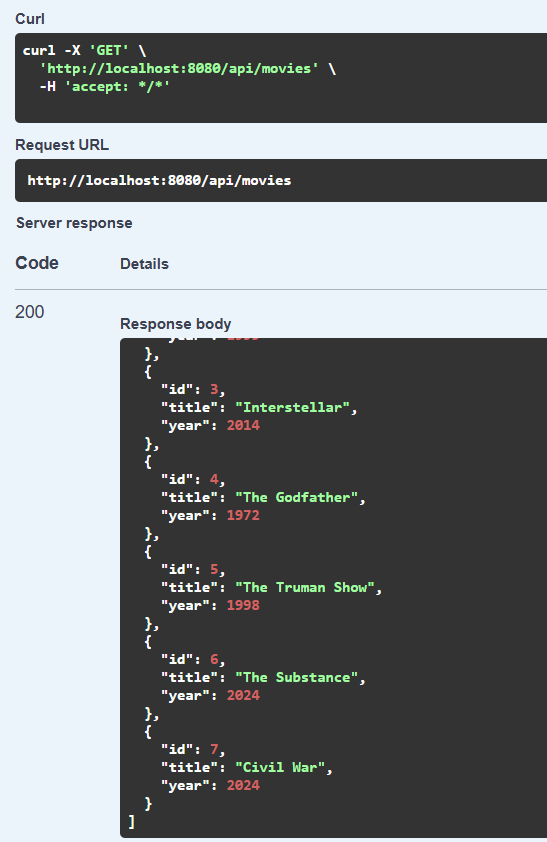 Curl
curl -X 'GET' \
  'http://localhost:8080/api/movies' \
  -H 'accept: */*'
Request URL
http://localhost:8080/api/movies
Server response
Code Details
200
Response body
  },
  {
    "id": 3,
    "title": "Interstellar",
    "year": 2014
  },
  {
    "id": 4,
    "title": "The Godfather",
    "year": 1972
  },
  {
    "id": 5,
    "title": "The Truman Show",
    "year": 1998
  },
  {
    "id": 6,
    "title": "The Substance",
    "year": 2024
  },
  {
    "id": 7,
    "title": "Civil War",
    "year": 2024
  }
]